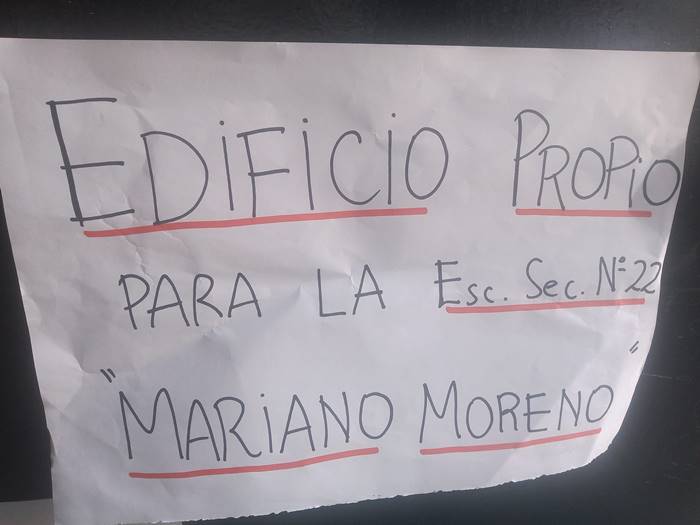 EDiFiCiO PROPiO
PARA LA Esc. Sec. N° 22
"MARiANO MORENO"